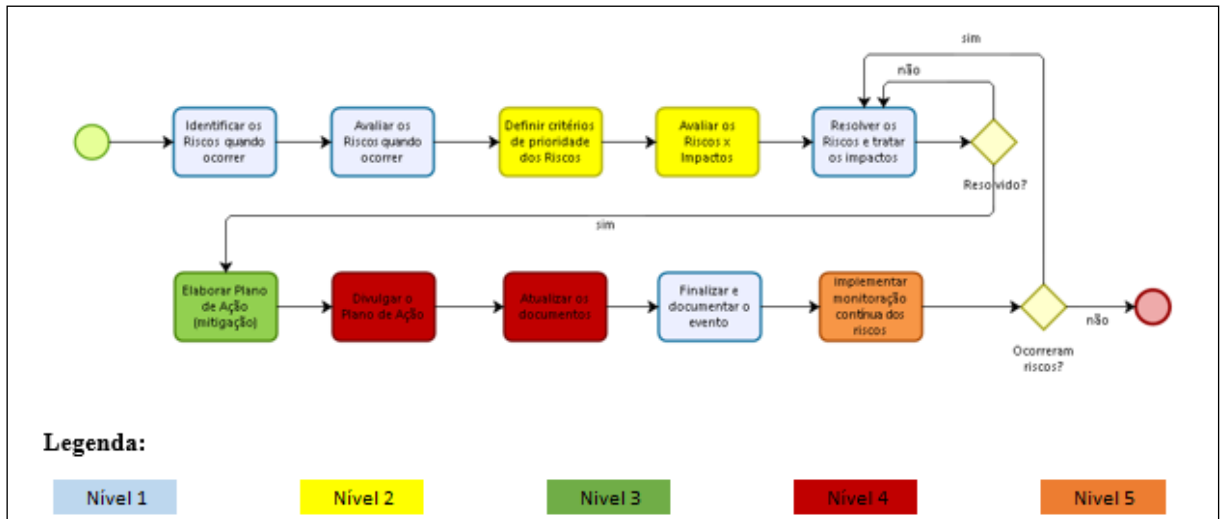 sim
não
Identificar os
Riscos quando
ocorrer
Avaliar os
Riscos quando
ocorrer
Definir critérios
de prioridade
dos Riscos
Avaliar os
Riscos x
Impactos
Resolver os
Riscos e tratar
os impactos
Resolvido?
sim
Elaborar Plano
de Ação
(mitigação)
Divulgar o
Plano de Ação
Atualizar os
documentos
Finalizar e
documentar o
evento
Implementar
monitoração
contínua dos
riscos
não
Ocorreram
riscos?
Legenda:
Nível 1
Nível 2
Nível 3
Nível 4
Nível 5